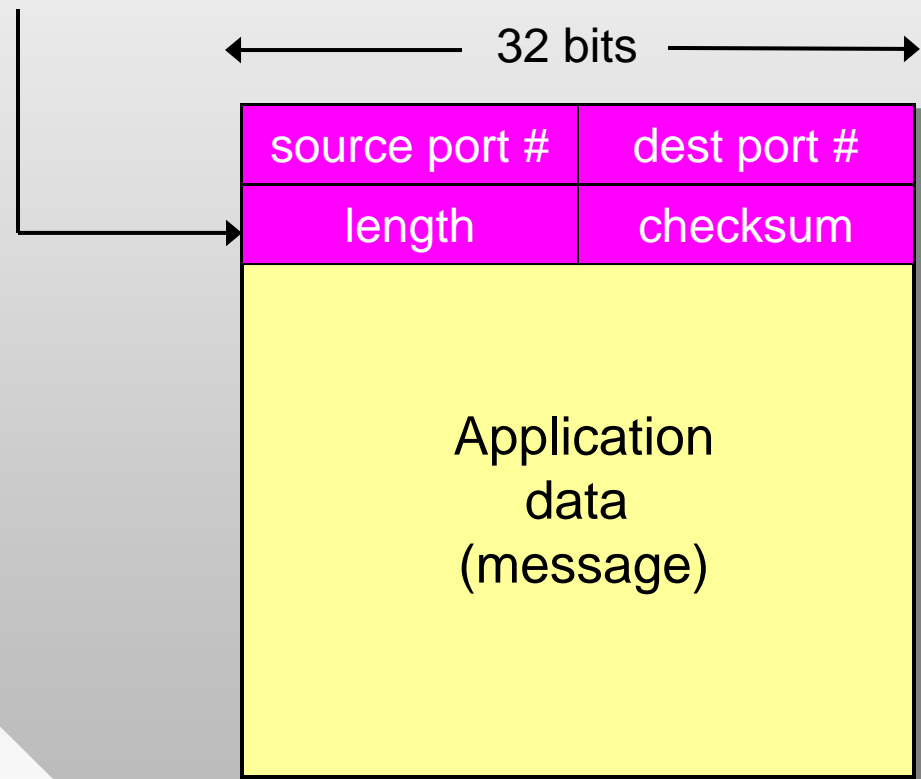 32 bits
source port # dest port #
length checksum
Application
data
(message)